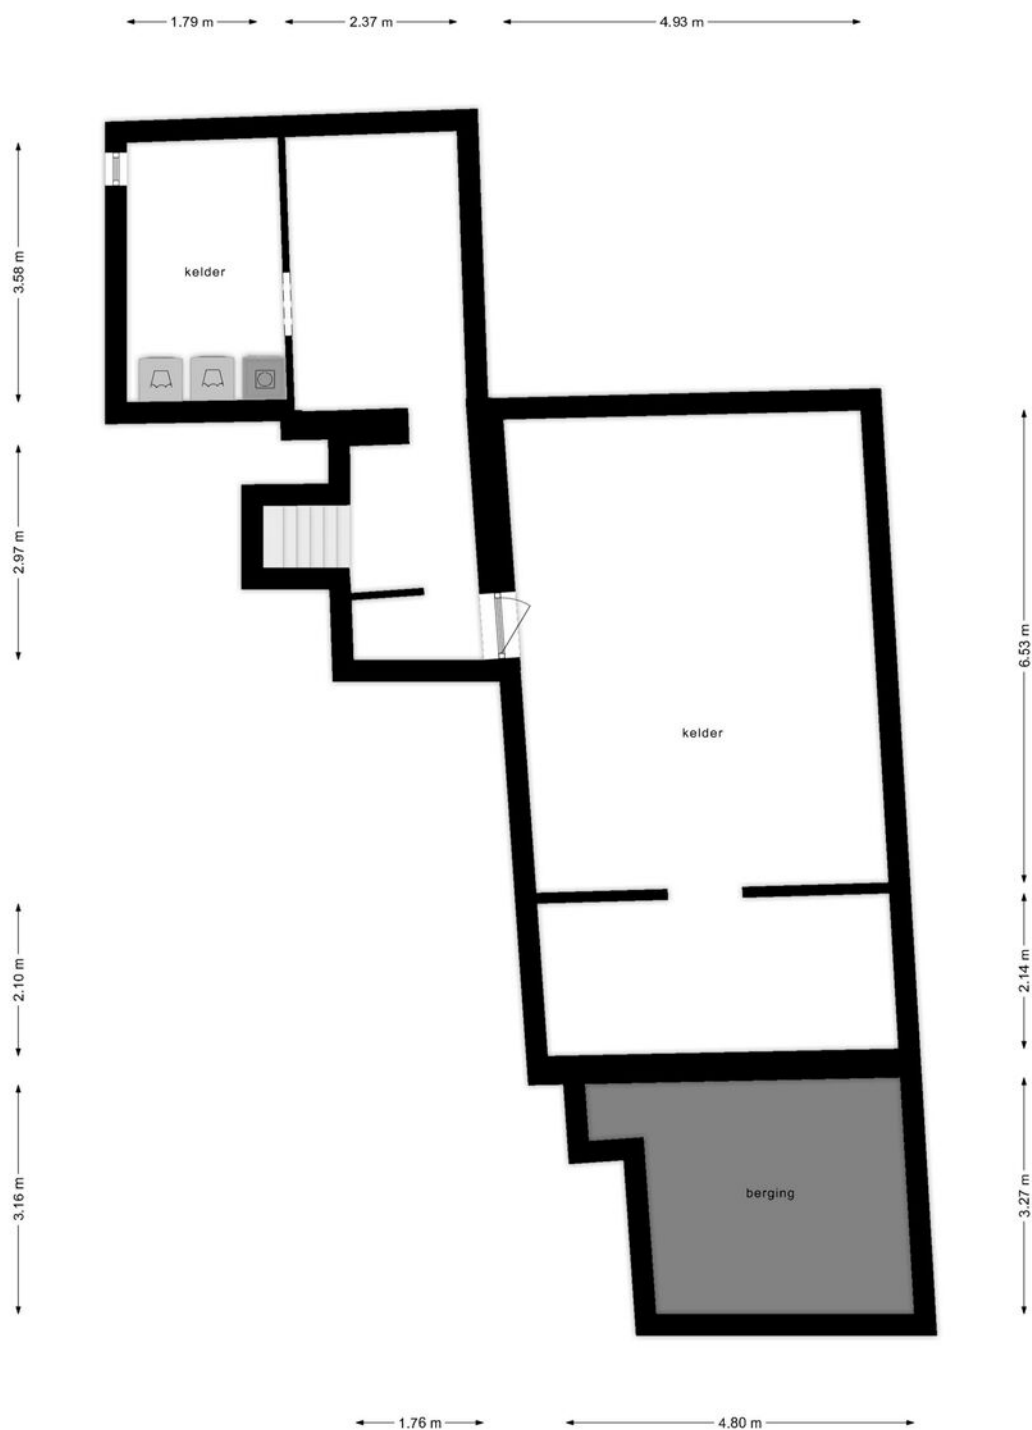 1.79 m
2.37 m
4.93 m
3.58 m
kelder
2.97 m
6.53 m
kelder
2.10 m
2.14 m
3.16 m
berging
3.27 m
1.76 m
4.80 m